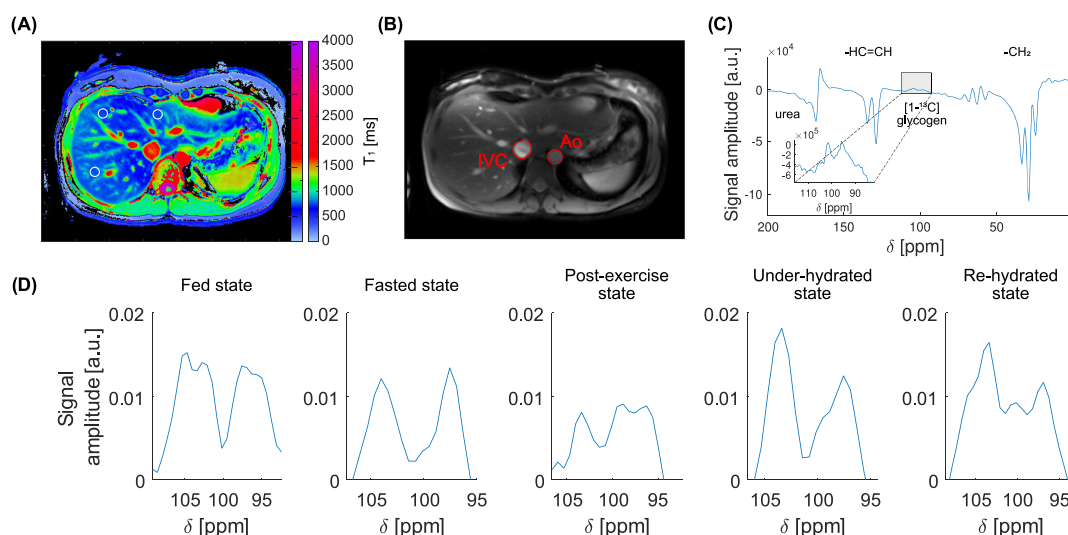 (A)
4000
3500
3000
2500
2000
1500
1000
500
0
T₁ [ms]
(B)
IVC
Ao
(C)
×10⁴
-HC=CH
-CH₂
0
-5
-10
Signal amplitude [a.u.]
urea
[1-¹³C]
glycogen
×10⁵
0
-2
-4
-6
110 100 90
δ [ppm]
200 150 100 50
δ [ppm]
(D)
Fed state
Fasted state
Post-exercise
state
Under-hydrated
state
Re-hydrated
state
Signal
amplitude [a.u.]
0.02
0.01
0
105 100 95
δ [ppm]
0.02
0.01
0
105 100 95
δ [ppm]
0.02
0.01
0
105 100 95
δ [ppm]
0.02
0.01
0
105 100 95
δ [ppm]
0.02
0.01
0
105 100 95
δ [ppm]